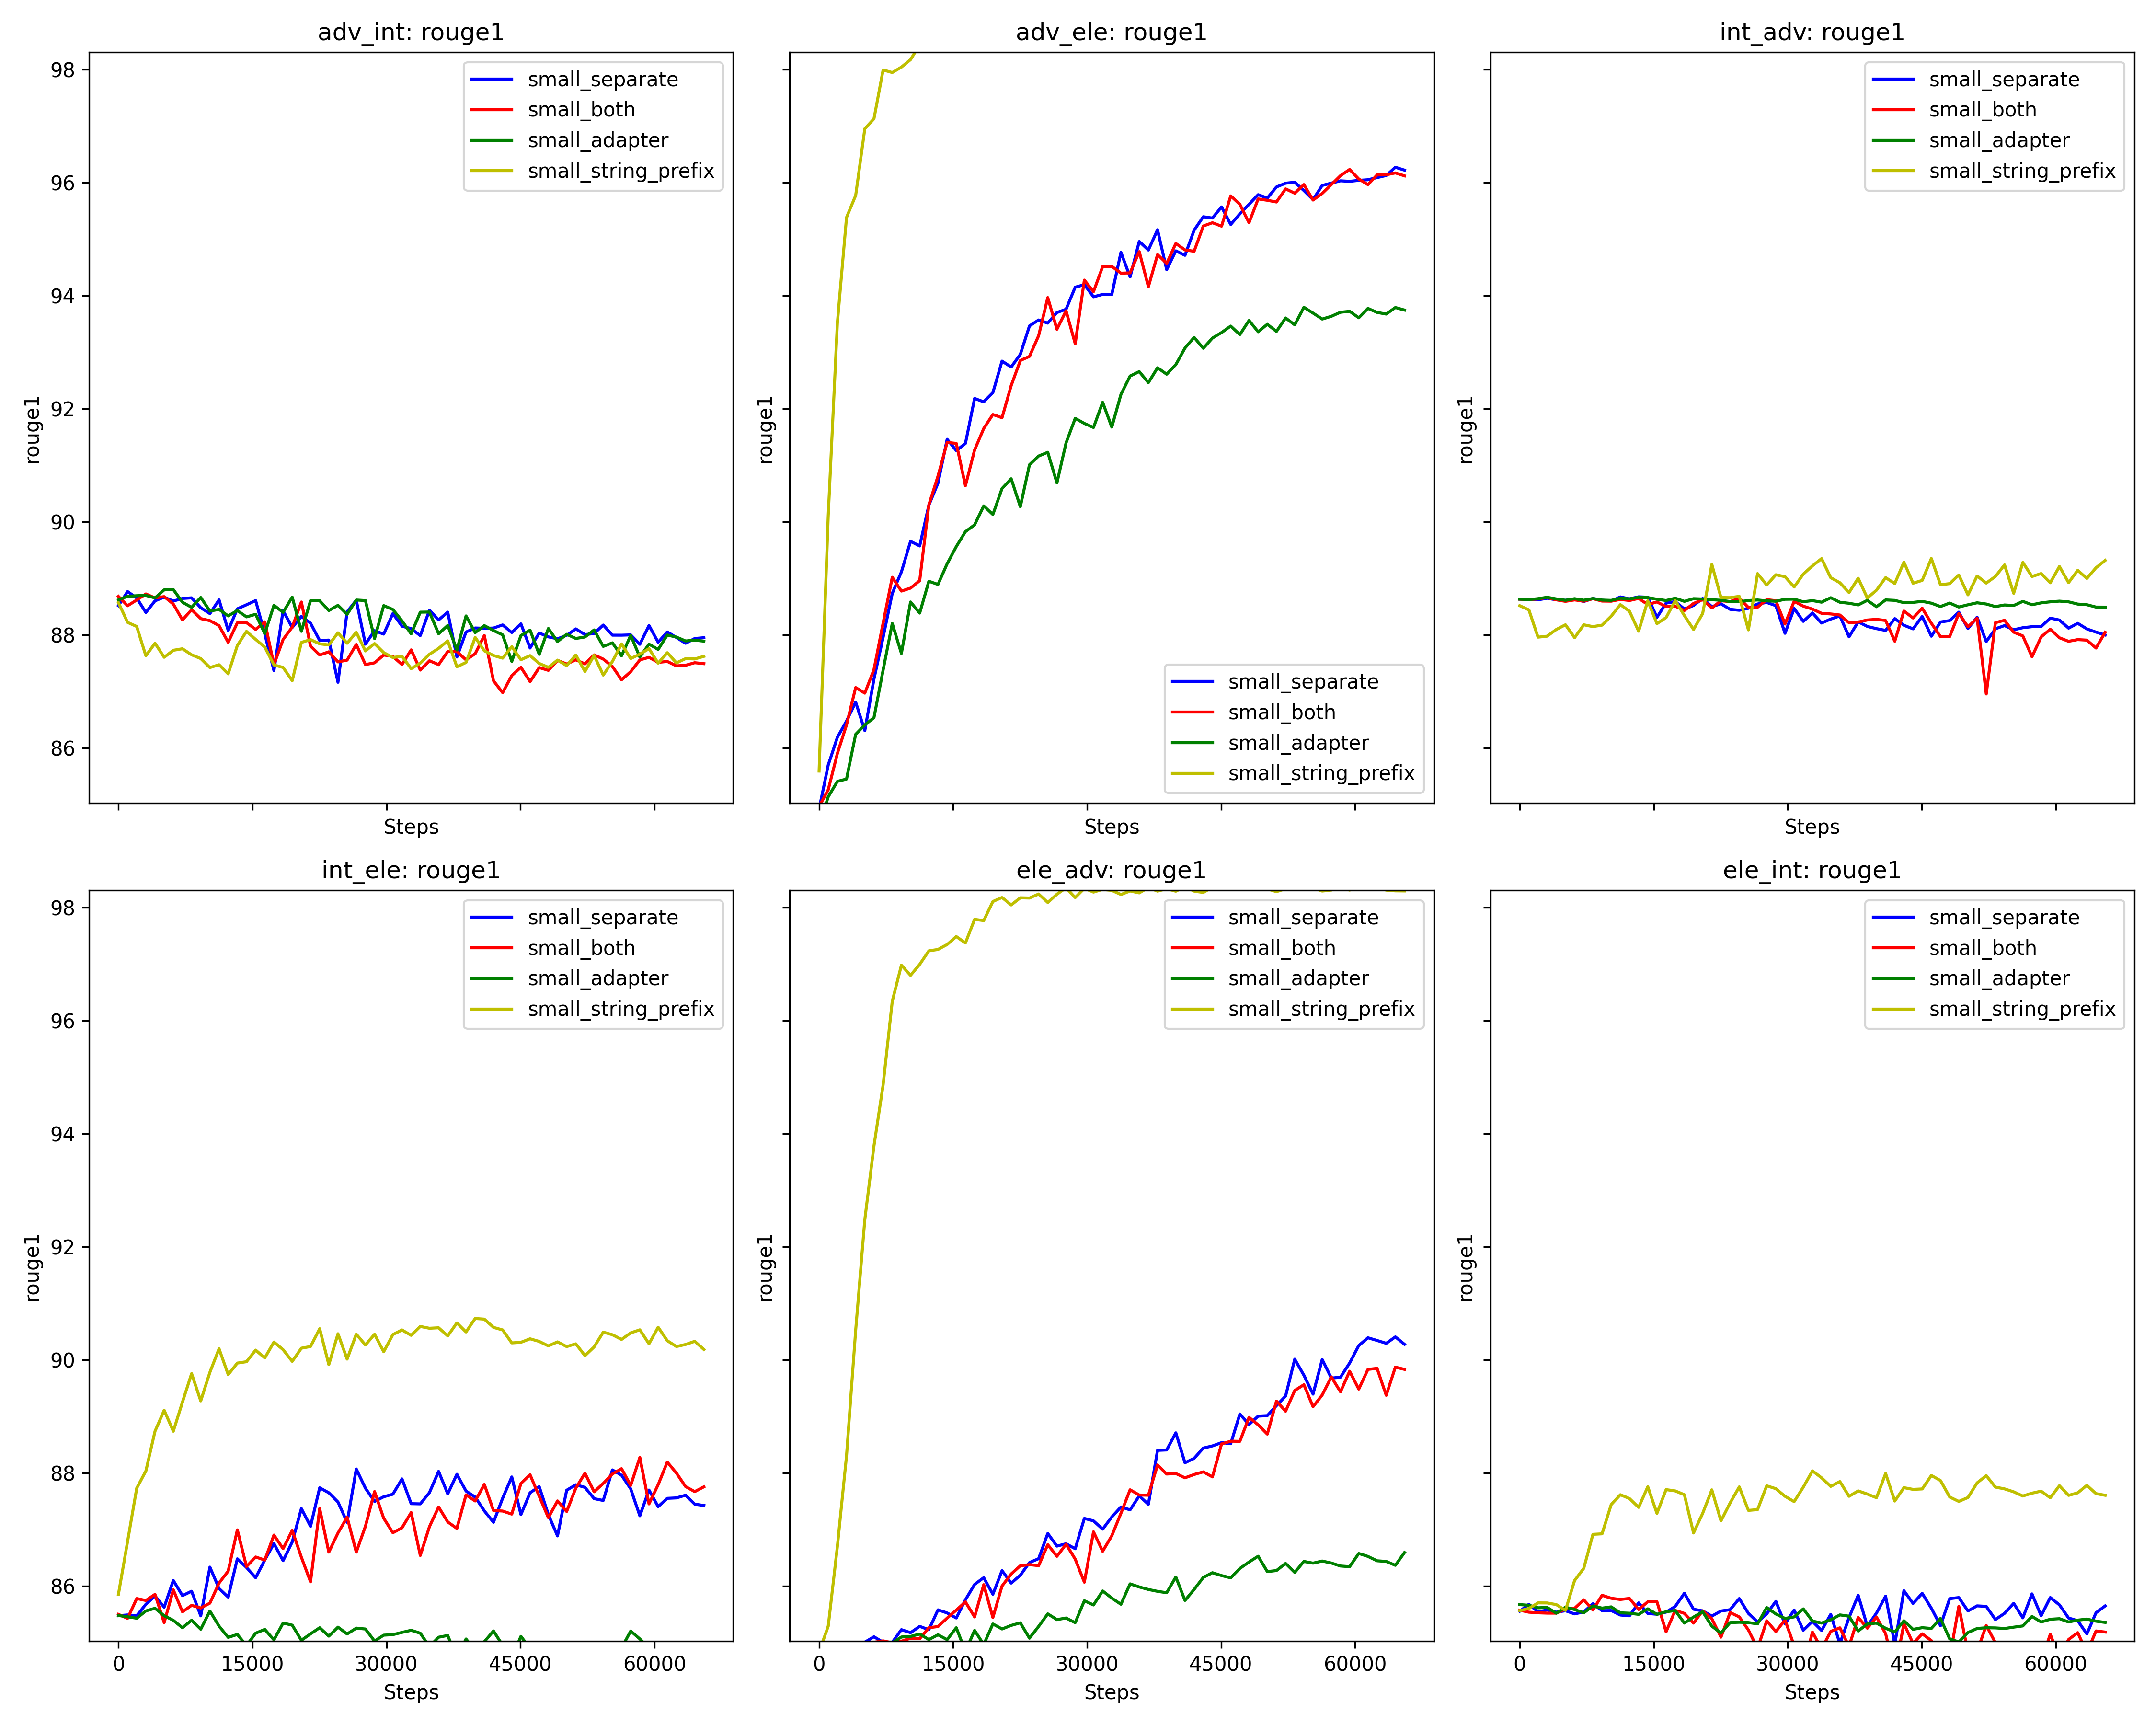 adv_int: rouge1
98
96
94
92
90
88
86
rouge1
Steps
small_separate
small_both
small_adapter
small_string_prefix
adv_ele: rouge1
rouge1
Steps
small_separate
small_both
small_adapter
small_string_prefix
int_adv: rouge1
rouge1
Steps
small_separate
small_both
small_adapter
small_string_prefix
int_ele: rouge1
98
96
94
92
90
88
86
rouge1
0 15000 30000 45000 60000
Steps
small_separate
small_both
small_adapter
small_string_prefix
ele_adv: rouge1
rouge1
0 15000 30000 45000 60000
Steps
small_separate
small_both
small_adapter
small_string_prefix
ele_int: rouge1
rouge1
0 15000 30000 45000 60000
Steps
small_separate
small_both
small_adapter
small_string_prefix